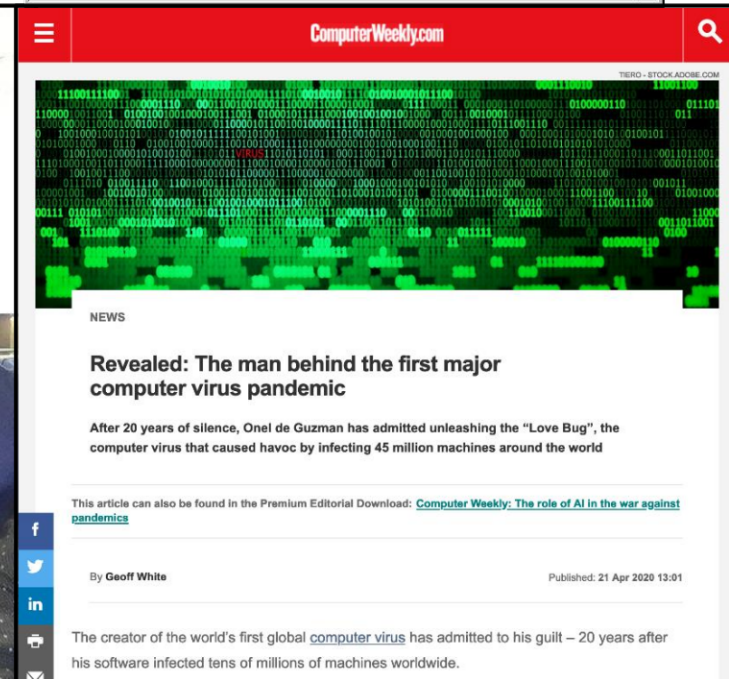 ComputerWeekly.com
TIERO - STOCK.ADOBE.COM
VIRUS
NEWS
Revealed: The man behind the first major
computer virus pandemic
After 20 years of silence, Onel de Guzman has admitted unleashing the “Love Bug”, the
computer virus that caused havoc by infecting 45 million machines around the world
This article can also be found in the Premium Editorial Download: Computer Weekly: The role of AI in the war against
pandemics
By Geoff White
Published: 21 Apr 2020 13:01
The creator of the world’s first global computer virus has admitted to his guilt – 20 years after
his software infected tens of millions of machines worldwide.